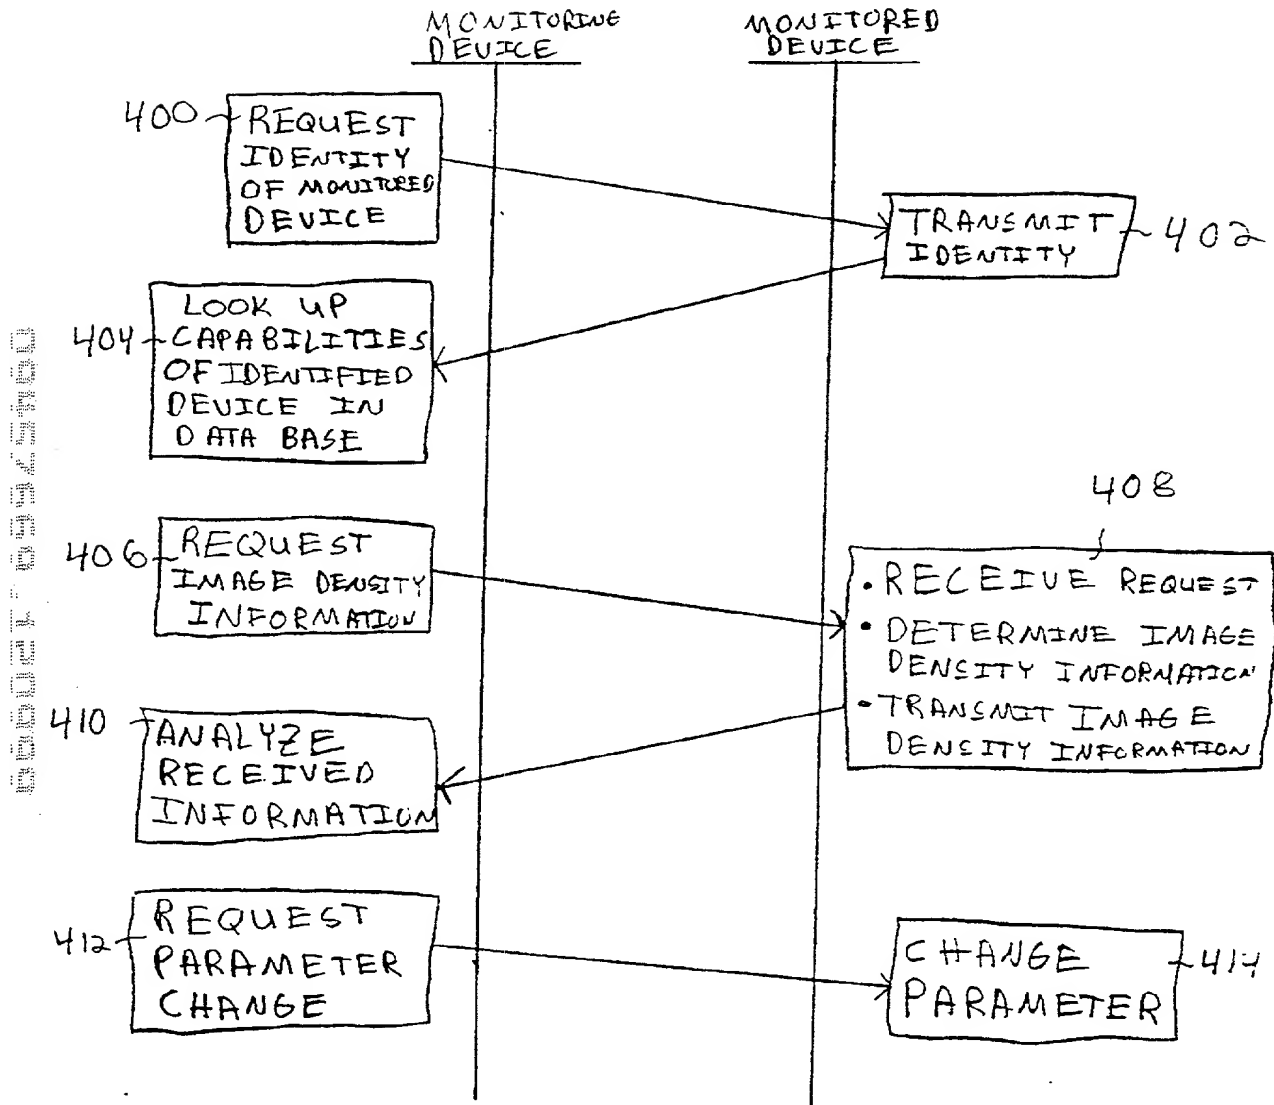 MONITORING
DEVICE
MONITORED
DEVICE
400
REQUEST
IDENTITY
OF MONITORED
DEVICE
TRANSMIT
IDENTITY
402
LOOK UP
404
CAPABILITIES
OF IDENTIFIED
DEVICE IN
DATA BASE
406
REQUEST
IMAGE DENSITY
INFORMATION
408
• RECEIVE REQUEST
• DETERMINE IMAGE
DENSITY INFORMATION
• TRANSMIT IMAGE
DENSITY INFORMATION
410
ANALYZE
RECEIVED
INFORMATION
412
REQUEST
PARAMETER
CHANGE
CHANGE
PARAMETER
414